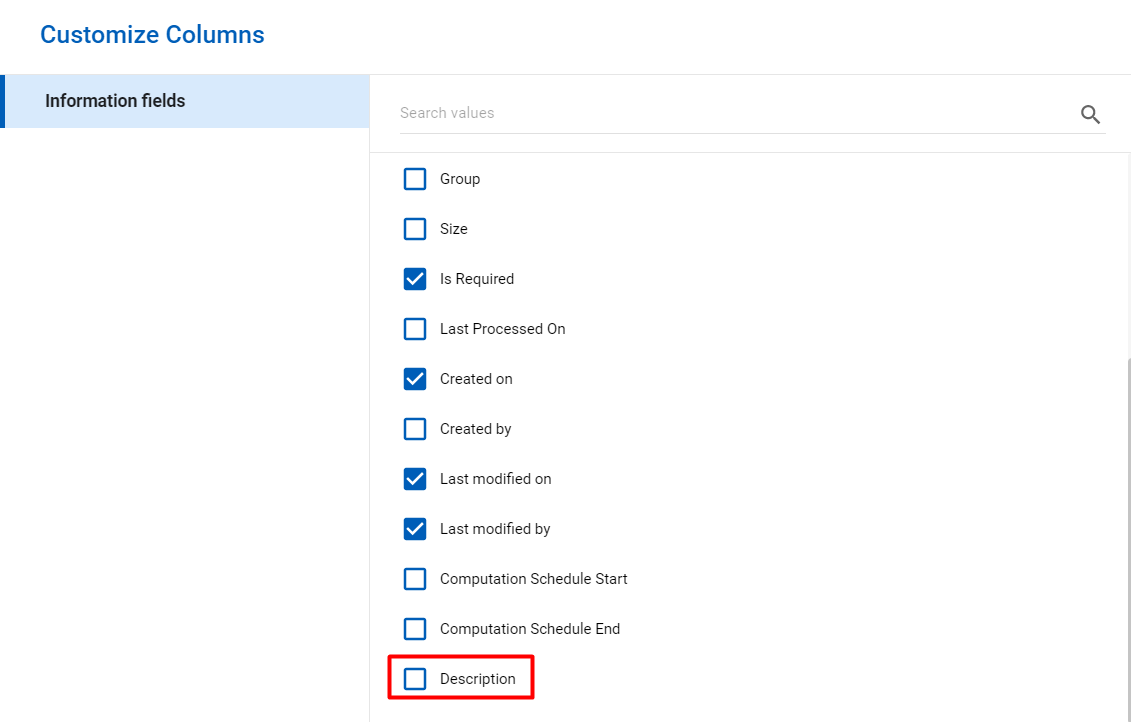 Customize Columns
Information fields
Search values
Group
Size
Is Required
Last Processed On
Created on
Created by
Last modified on
Last modified by
Computation Schedule Start
Computation Schedule End
Description